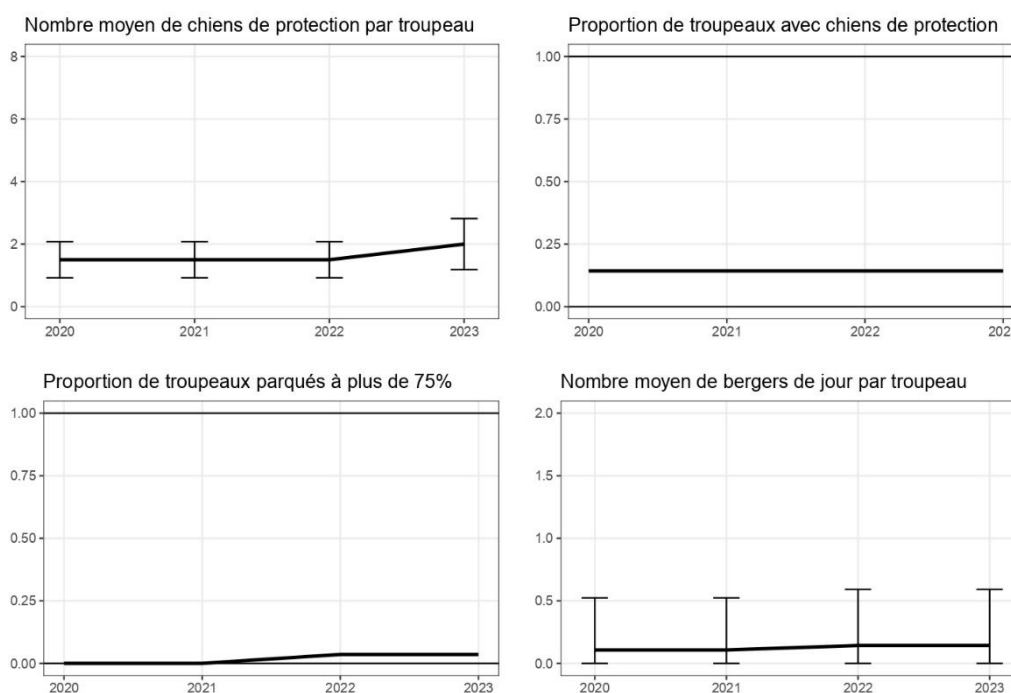 Nombre moyen de chiens de protection par troupeau
8
6
4
2
0
2020 2021 2022 2023
Proportion de troupeaux avec chiens de protection
1.00
0.75
0.50
0.25
0.00
2020 2021 2022 202
Proportion de troupeaux parqués à plus de 75%
1.00
0.75
0.50
0.25
0.00
2020 2021 2022 2023
Nombre moyen de bergers de jour par troupeau
2.0
1.5
1.0
0.5
0.0
2020 2021 2022 2023